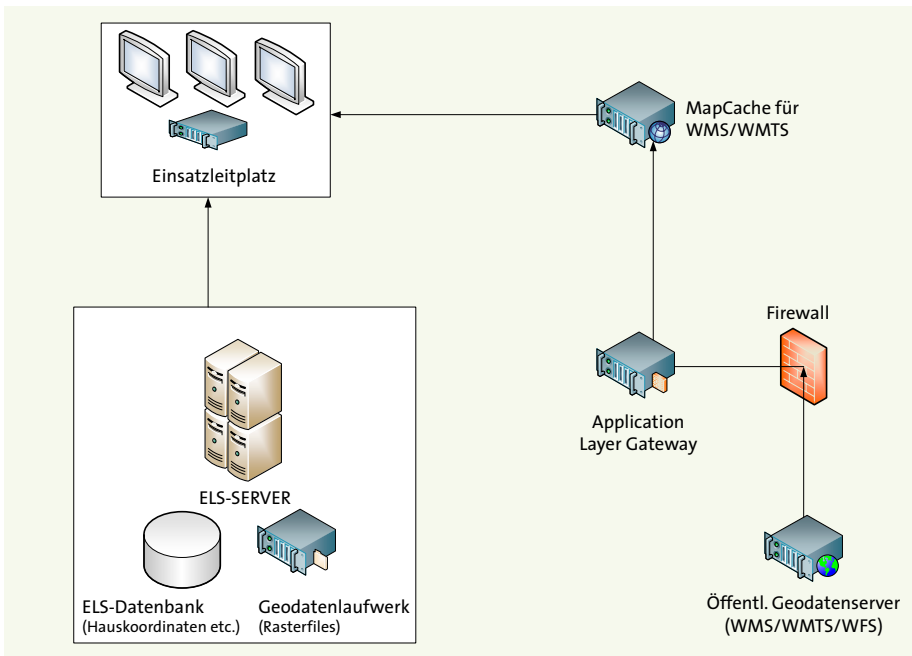 Einsatzleitplatz
MapCache für
WMS/WMTS
Firewall
Application
Layer Gateway
ELS-SERVER
ELS-Datenbank
(Hauskoordinaten etc.)
Geodatenlaufwerk
(Rasterfiles)
Öffentl. Geodatenserver
(WMS/WMTS/WFS)